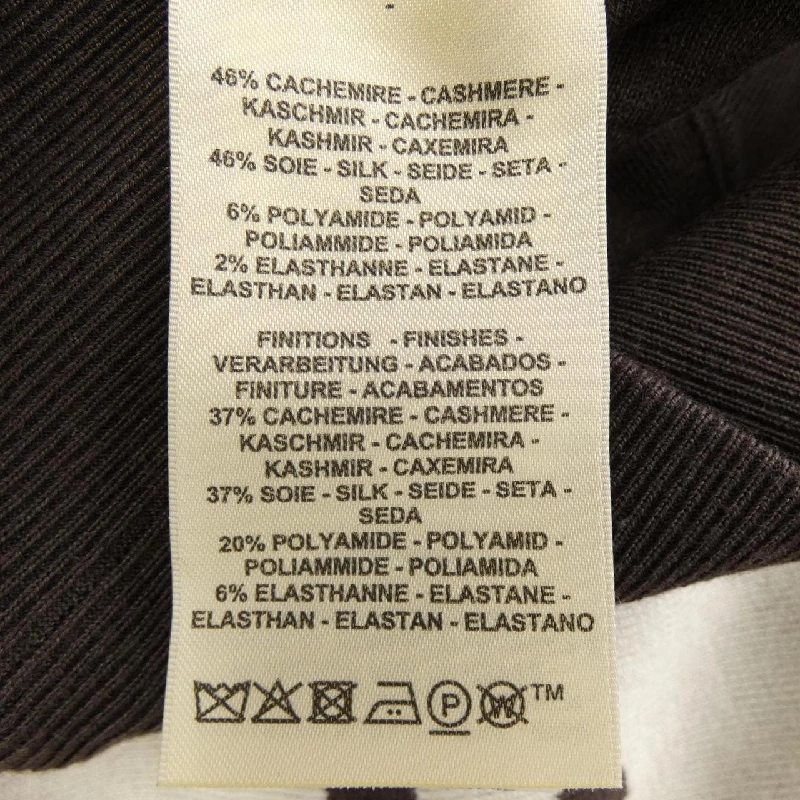 46% CACHEMIRE - CASHMERE -
KASCHMIR - CACHEMIRA -
KASHMIR - CAXEMIRA
46% SOIE - SILK - SEIDE - SETA -
SEDA
6% POLYAMIDE - POLYAMID -
POLIAMMIDE - POLIAMIDA
2% ELASTHANNE - ELASTANE -
ELASTHAN - ELASTAN - ELASTANO
FINITIONS - FINISHES -
VERARBEITUNG - ACABADOS -
FINITURE - ACABAMENTOS
37% CACHEMIRE - CASHMERE -
KASCHMIR - CACHEMIRA -
KASHMIR - CAXEMIRA
37% SOIE - SILK - SEIDE - SETA -
SEDA
20% POLYAMIDE - POLYAMID -
POLIAMMIDE - POLIAMIDA
6% ELASTHANNE - ELASTANE -
ELASTHAN - ELASTAN - ELASTANO
P W TM